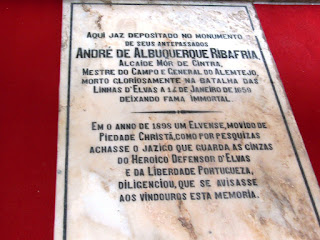 AQUI JAZ DEPOSITADO NO MONUMENTO
DE SEUS ANTEPASSADOS
ANDRÉ DE ALBUQUERQUE RIBAFRIA,
ALCAIDE MÓR DE CINTRA,
MESTRE DO CAMPO E GENERAL DO ALEMTEJO,
MORTO GLORIOSAMENTE NA BATALHA DAS
LINHAS D'ELVAS A 14 DE JANEIRO DE 1659
DEIXANDO FAMA IMMORTAL.
EM O ANNO DE 1898 UM ELVENSE, MOVIDO DE
PIEDADE CHRISTÃ, COMO POR PESQUIZAS
ACHASSE O JAZIGO QUE GUARDA AS CINZAS
DO HEROICO DEFENSOR D'ELVAS
E DA LIBERDADE PORTUGUEZA,
DILIGENCIOU, QUE SE AVISASSE
AOS VINDOUROS ESTA MEMORIA.